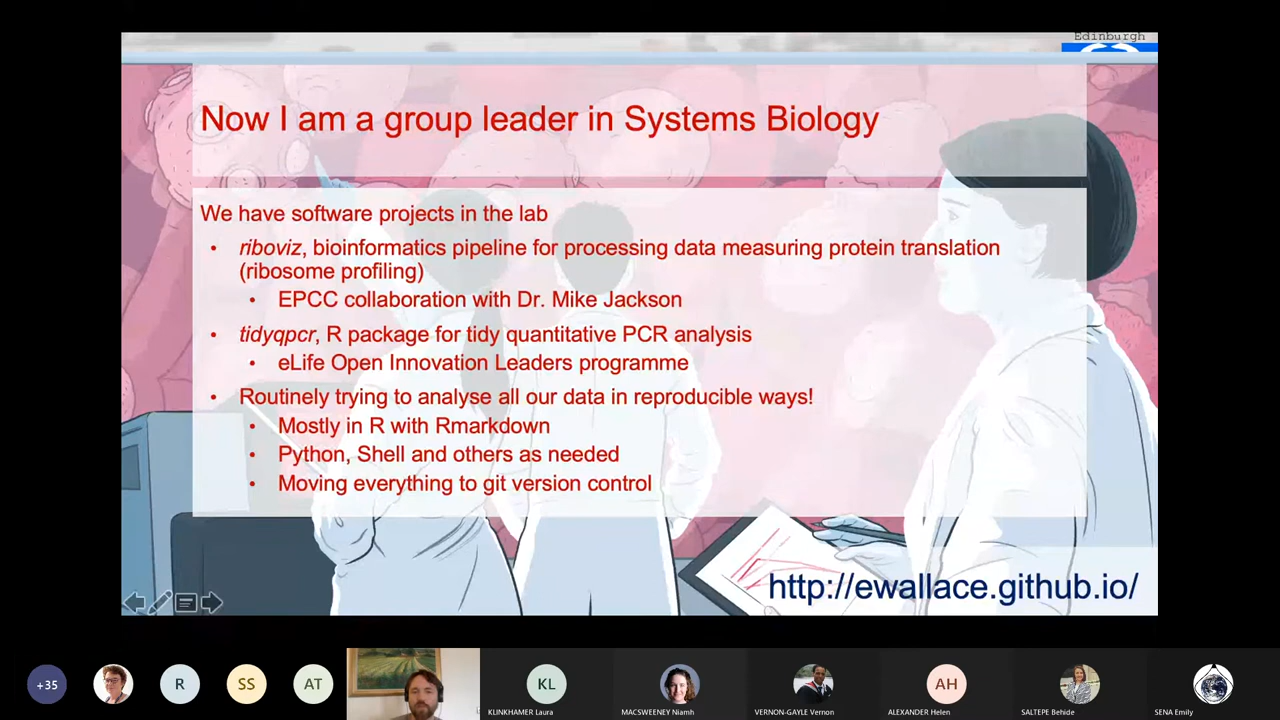 Edinburgh
Now I am a group leader in Systems Biology
We have software projects in the lab
• riboviz, bioinformatics pipeline for processing data measuring protein translation
(ribosome profiling)
• EPCC collaboration with Dr. Mike Jackson
• tidyqpcr, R package for tidy quantitative PCR analysis
• eLife Open Innovation Leaders programme
• Routinely trying to analyse all our data in reproducible ways!
• Mostly in R with Rmarkdown
• Python, Shell and others as needed
• Moving everything to git version control
http://ewallace.github.io/
+35
R
SS
AT
KL
AH
KLINKHAMER Laura
MACSWEENEY Niamh
VERNON-GAYLE Vernon
ALEXANDER Helen
SALTEPE Behide
SENA Emily